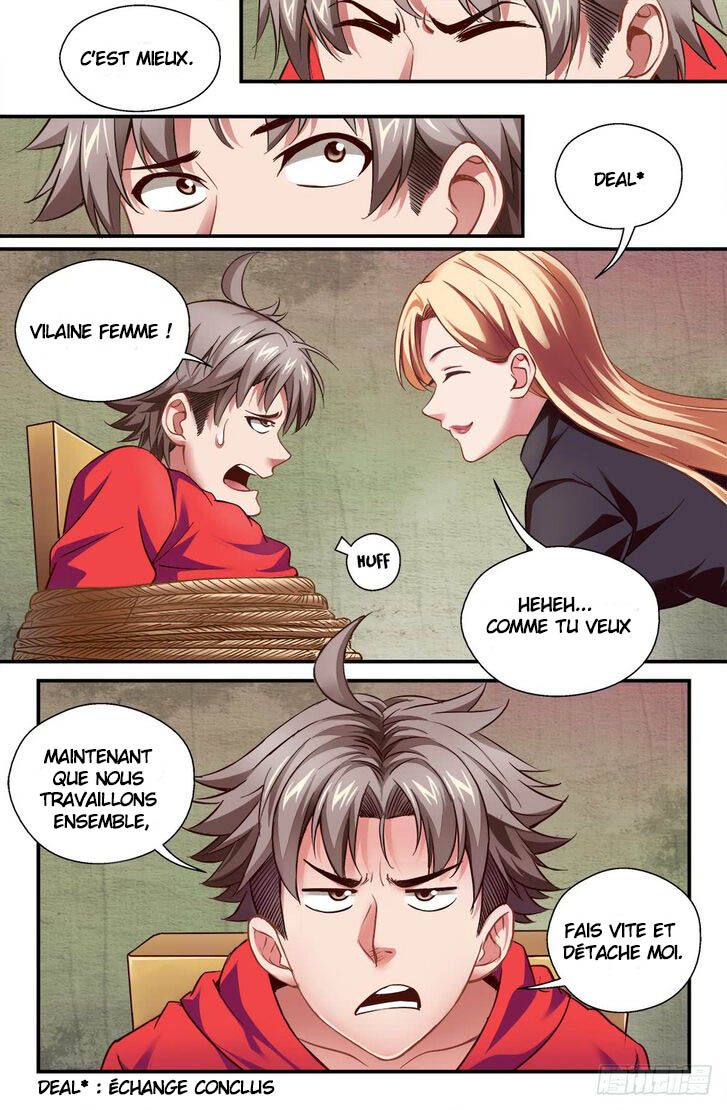 C'EST MIEUX.
DEAL*
VILAINE FEMME !
HUFF
HEHEH...
COMME TU VEUX
MAINTENANT
QUE NOUS
TRAVAILLONS
ENSEMBLE,
FAIS VITE ET
DÉTACHE MOI.
DEAL* : ÉCHANGE CONCLUS